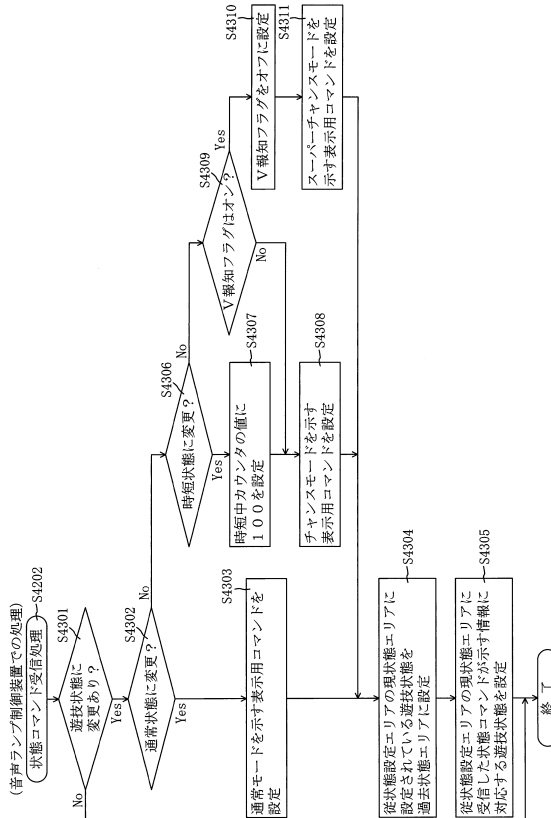 (音声ランプ制御装置での処理)
状態コマンド受信処理
S4202
S4301
遊技状態に
変更あり?
No
Yes
S4302
通常状態に変更?
No
Yes
S4303
通常モードを示す表示用コマンドを
設定
S4306
時短状態に変更?
No
Yes
S4307
時短中カウンタの値に
100を設定
S4308
チャンスモードを示す
表示用コマンドを設定
S4309
V報知フラグはオン?
Yes
No
S4310
V報知フラグをオフに設定
S4311
スーパーチャンスモードを
示す表示用コマンドを設定
S4304
従状態設定エリアの現状態エリアに
設定されている遊技状態を
過去状態エリアに設定
S4305
従状態設定エリアの現状態エリアに
受信した状態コマンドが示す情報に
対応する遊技状態を設定
終了